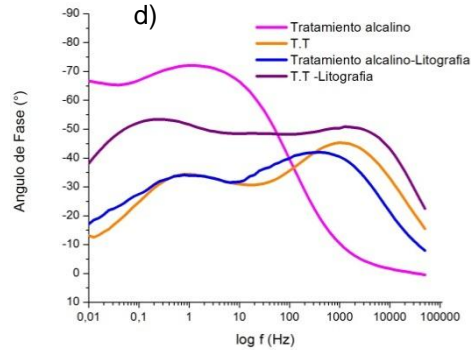 d)
Tratamiento alcalino
T.T
Tratamiento alcalino-Litografia
T.T -Litografia
Angulo de Fase (°)
-90
-80
-70
-60
-50
-40
-30
-20
-10
0
10
0,01 0,1 1 10 100 1000 10000 100000
log f (Hz)